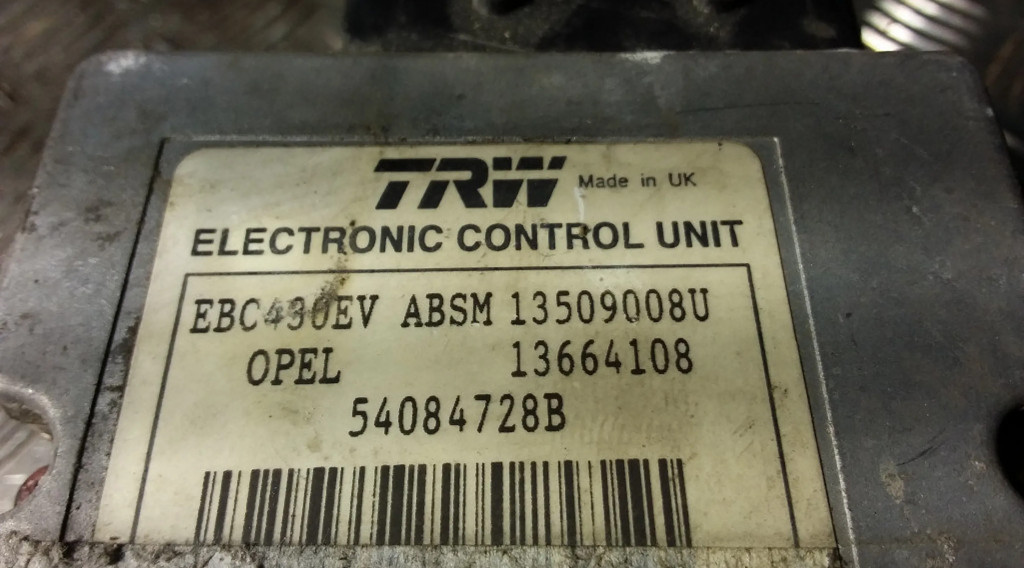 TRW Made in UK
ELECTRONIC CONTROL UNIT
EBC430EV ABSM 13509008U
OPEL 13664108
54084728B